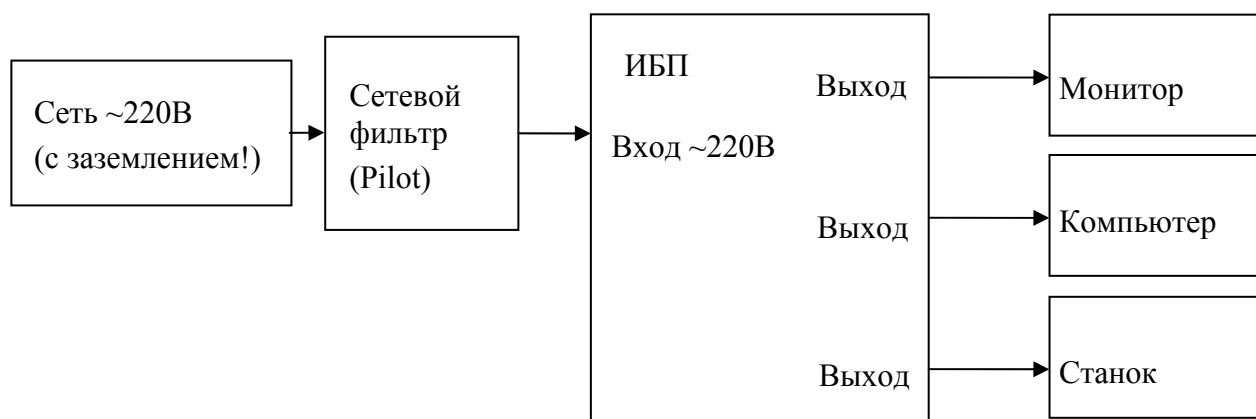 Сеть ~220В
(с заземлением!)
Сетевой
фильтр
(Pilot)
ИБП
Вход ~220В
Выход
Выход
Выход
Монитор
Компьютер
Станок